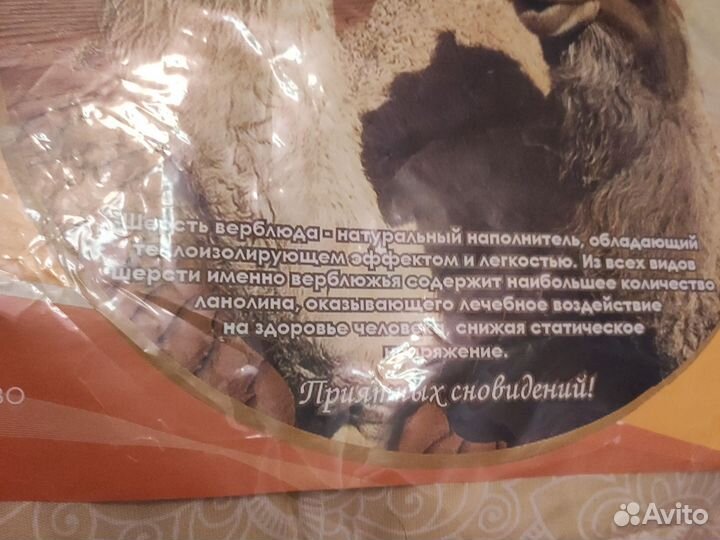 Шерсть верблюда - натуральный наполнитель, обладающий
теплоизолирующем эффектом и легкостью. Из всех видов
шерсти именно верблюжья содержит наибольшее количество
ланолина, оказывающего лечебное воздействие
на здоровье человека, снижая статическое
напряжение.
Приятных сновидений!
ВО
Avito